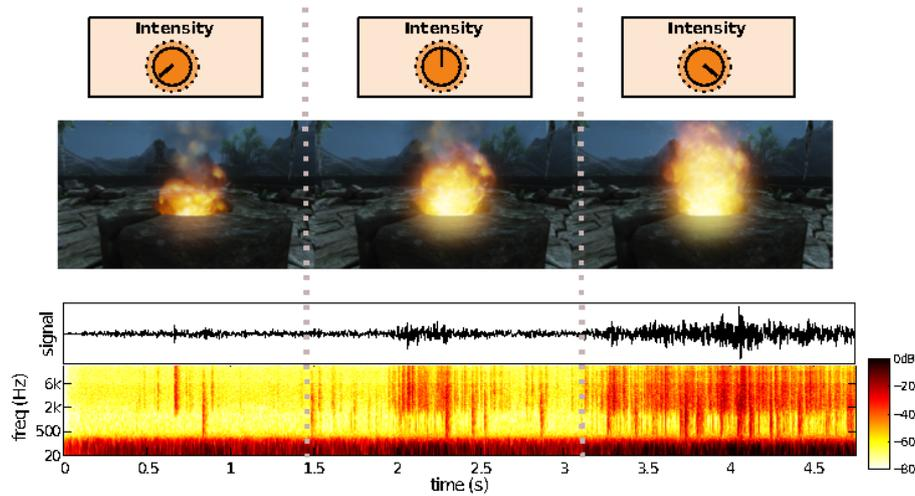 Intensity
Intensity
Intensity
signal
freq (Hz)
6k
2k
500
20
0 0.5 1 1.5 2 2.5 3 3.5 4 4.5
time (s)
0dB
−20
−40
−60
−80